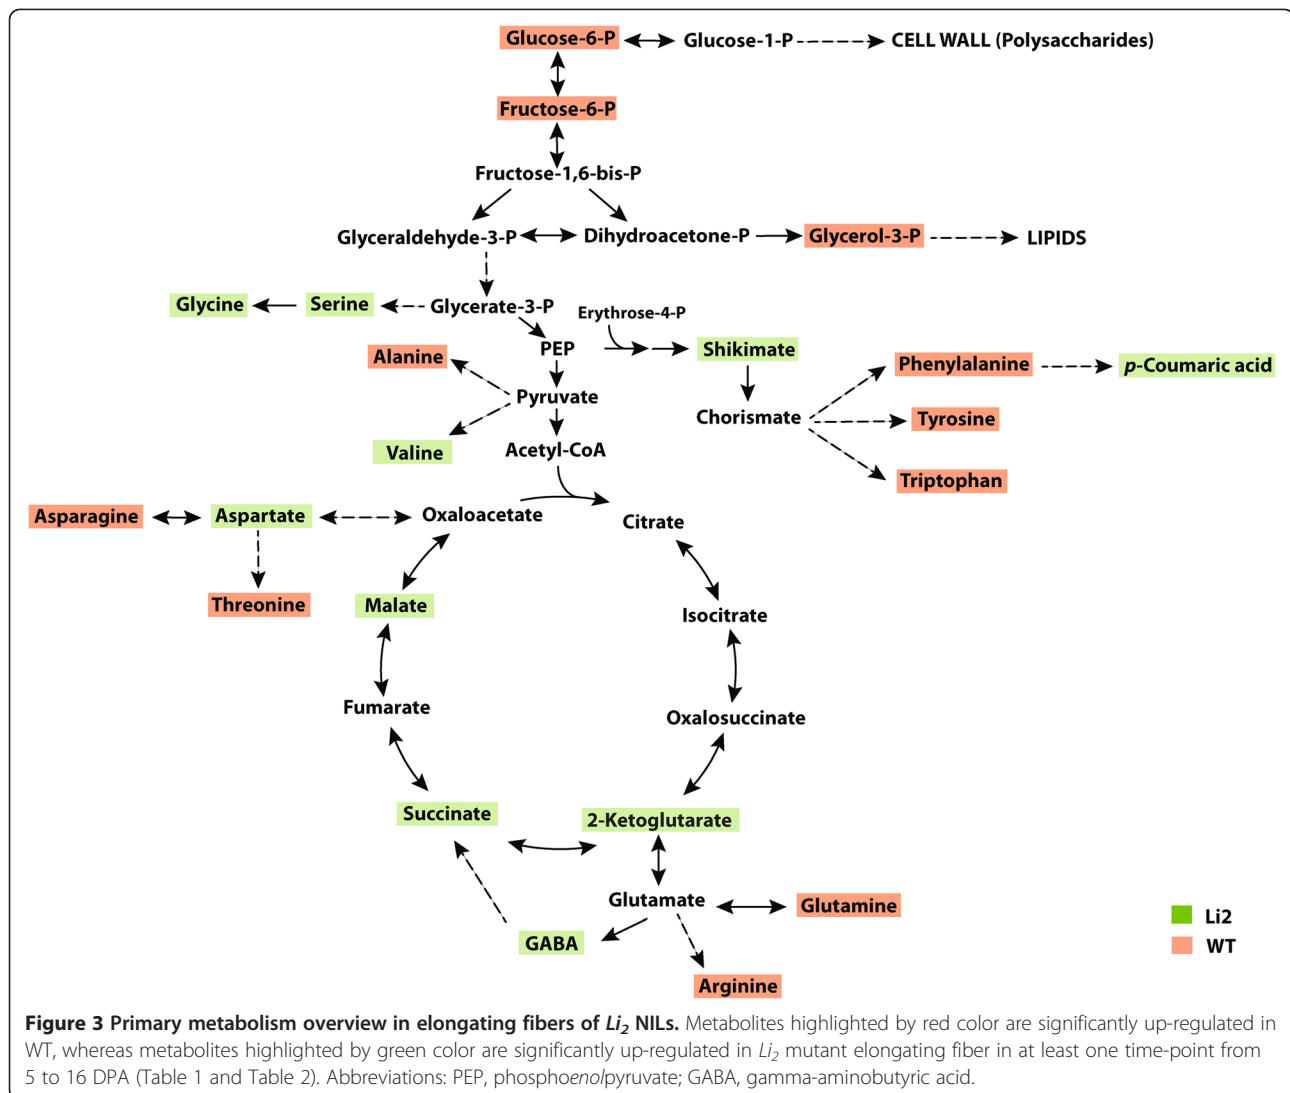 Glucose-6-P Glucose-1-P CELL WALL (Polysaccharides)
Fructose-6-P
Fructose-1,6-bis-P
Glyceraldehyde-3-P Dihydroacetone-P Glycerol-3-P LIPIDS
Glycine Serine Glycerate-3-P Erythrose-4-P
Alanine PEP Shikimate Phenylalanine p-Coumaric acid
Pyruvate Chorismate Tyrosine
Valine Acetyl-CoA Triptophan
Asparagine Aspartate Oxaloacetate Citrate
Threonine Malate Isocitrate
Fumarate Oxalosuccinate
Succinate 2-Ketoglutarate
Glutamate Glutamine
Li2
GABA WT
Arginine
Figure 3 Primary metabolism overview in elongating fibers of Li2 NILs. Metabolites highlighted by red color are significantly up-regulated in
WT, whereas metabolites highlighted by green color are significantly up-regulated in Li2 mutant elongating fiber in at least one time-point from
5 to 16 DPA (Table 1 and Table 2). Abbreviations: PEP, phosphoenolpyruvate; GABA, gamma-aminobutyric acid.